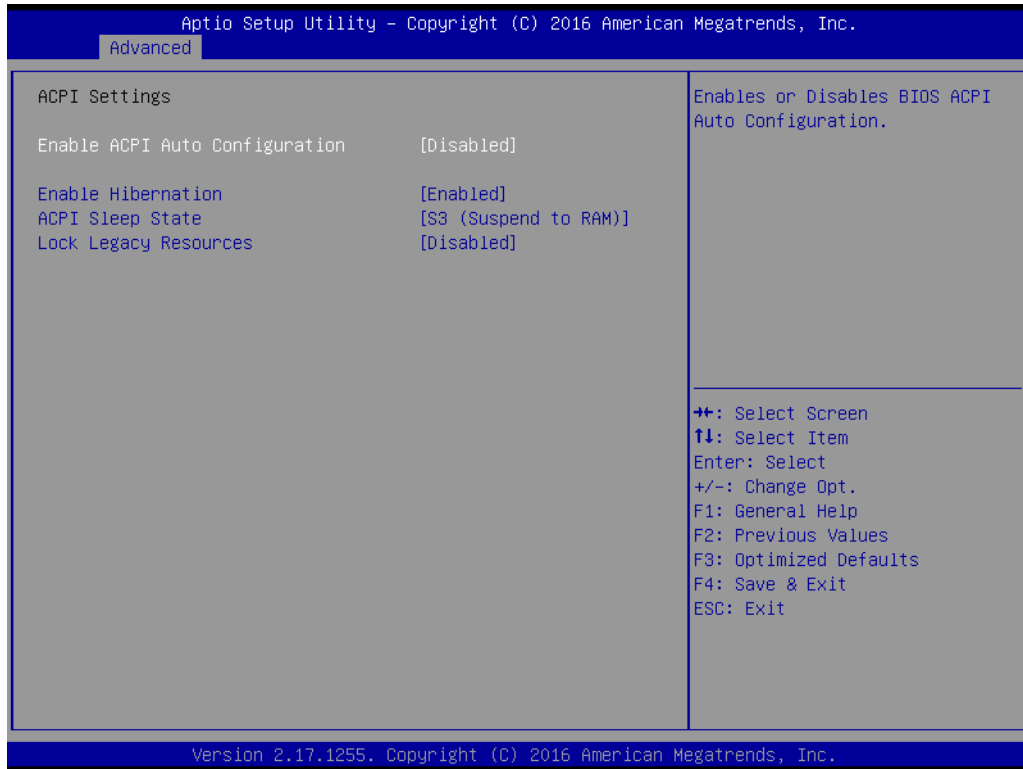 Aptio Setup Utility – Copyright (C) 2016 American Megatrends, Inc.
Advanced
ACPI Settings
Enable ACPI Auto Configuration [Disabled]
Enable Hibernation [Enabled]
ACPI Sleep State [S3 (Suspend to RAM)]
Lock Legacy Resources [Disabled]
Enables or Disables BIOS ACPI
Auto Configuration.
→←: Select Screen
↑↓: Select Item
Enter: Select
+/-: Change Opt.
F1: General Help
F2: Previous Values
F3: Optimized Defaults
F4: Save & Exit
ESC: Exit
Version 2.17.1255. Copyright (C) 2016 American Megatrends, Inc.